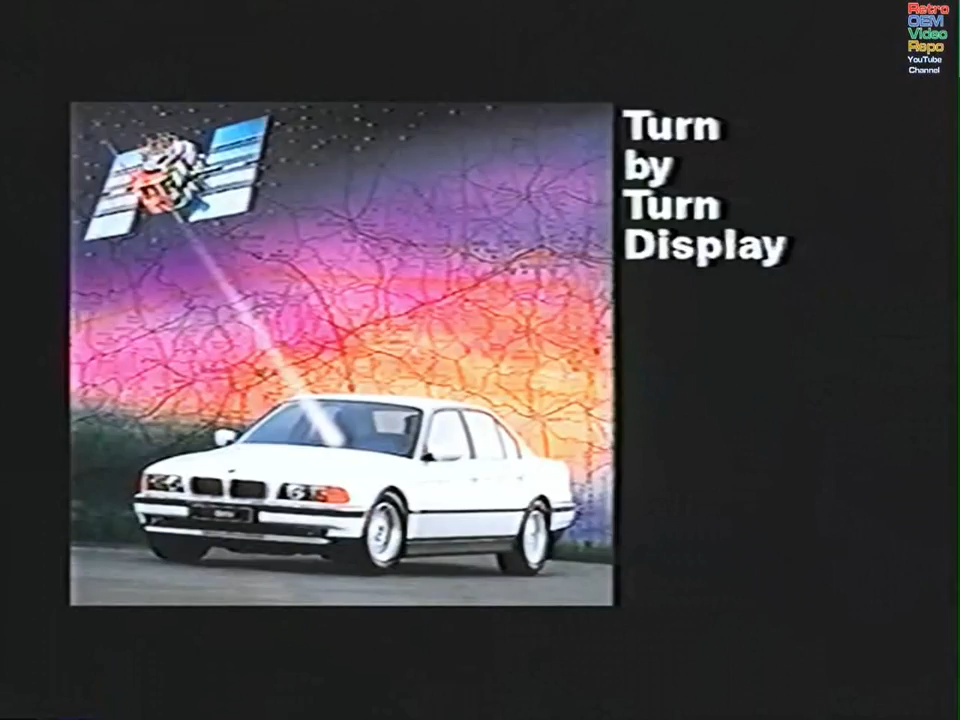 Retro
OEM
Video
Repo
YouTube
Channel
Turn
by
Turn
Display